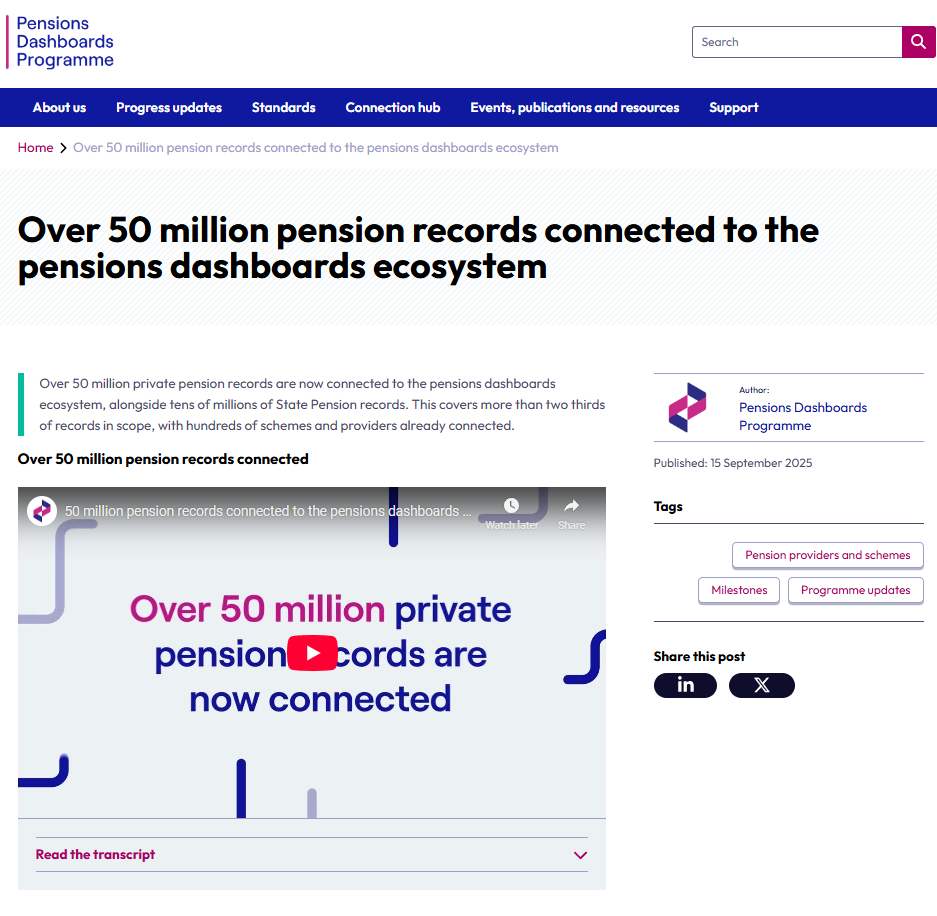 Pensions
Dashboards
Programme
Search
About us
Progress updates
Standards
Connection hub
Events, publications and resources
Support
Home
Over 50 million pension records connected to the pensions dashboards ecosystem
Over 50 million pension records connected to the
pensions dashboards ecosystem
Over 50 million private pension records are now connected to the pensions dashboards
ecosystem, alongside tens of millions of State Pension records. This covers more than two thirds
of records in scope, with hundreds of schemes and providers already connected.
Over 50 million pension records connected
50 million pension records connected to the pensions dashboards ...
Watch later
Share
Over 50 million private
pension cords are
now connected
Read the transcript
Author:
Pensions Dashboards
Programme
Published: 15 September 2025
Tags
Pension providers and schemes
Milestones
Programme updates
Share this post
in
X